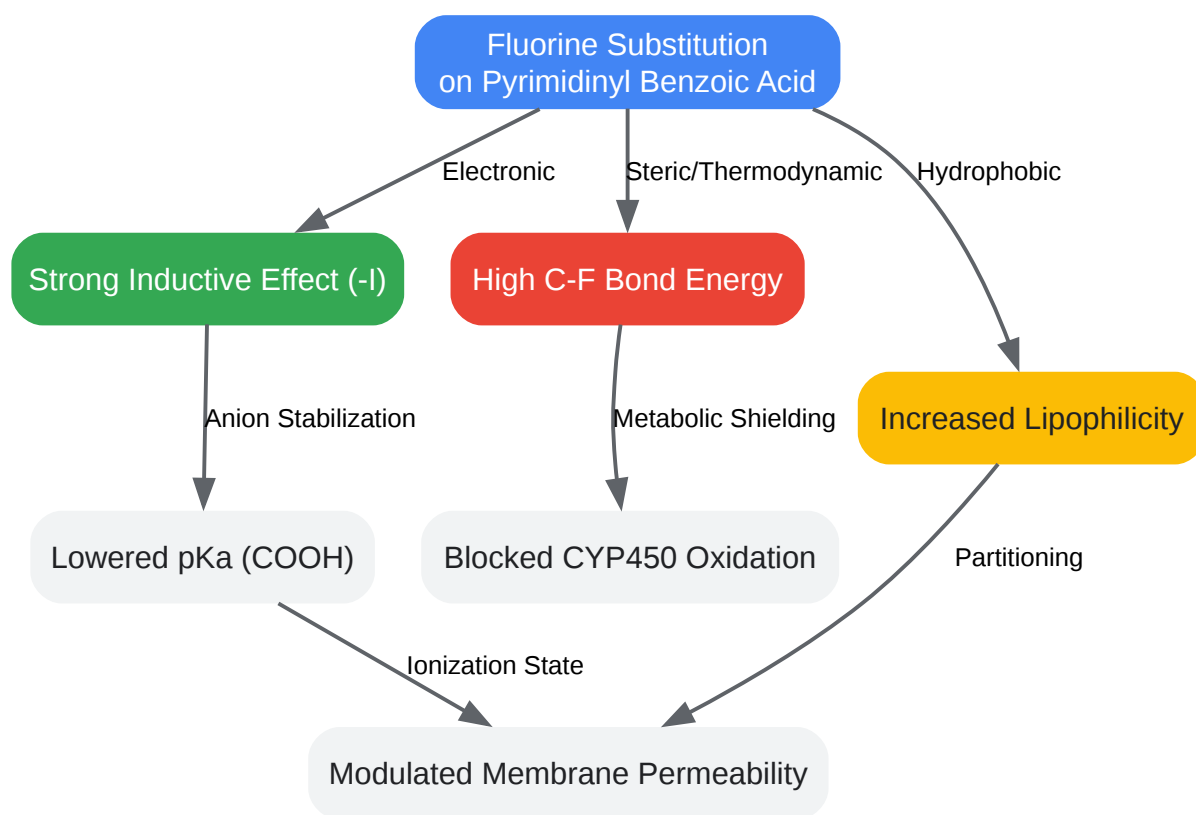 Fluorine Substitution
on Pyrimidinyl Benzoic Acid
Electronic
Steric/Thermodynamic
Hydrophobic
Strong Inductive Effect (-I)
High C-F Bond Energy
Increased Lipophilicity
Anion Stabilization
Metabolic Shielding
Lowered pKa (COOH)
Blocked CYP450 Oxidation
Partitioning
Ionization State
Modulated Membrane Permeability